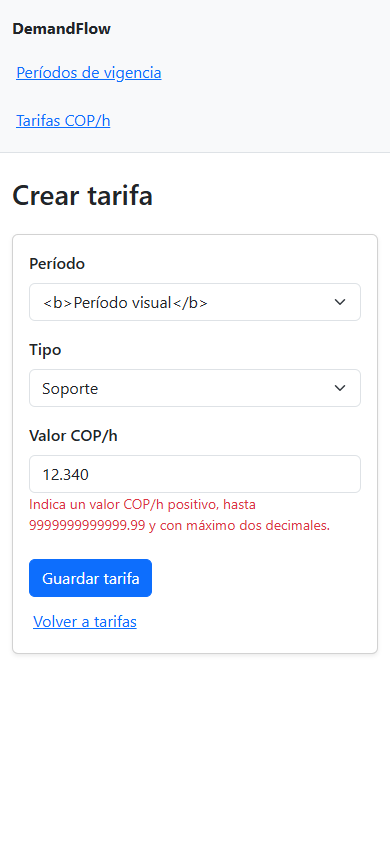 DemandFlow
Períodos de vigencia
Tarifas COP/h
Crear tarifa
Período
<b>Período visual</b>
Tipo
Soporte
Valor COP/h
12.340
Indica un valor COP/h positivo, hasta
9999999999999.99 y con máximo dos decimales.
Guardar tarifa
Volver a tarifas